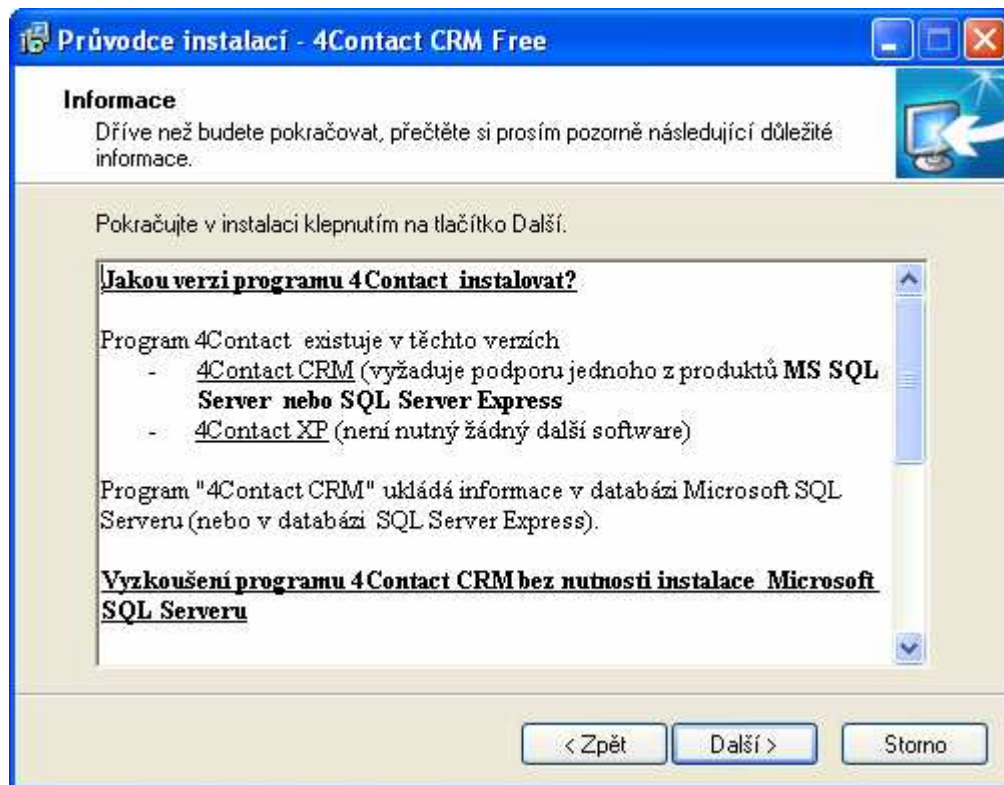 Průvodce instalací - 4Contact CRM Free
Informace
Dříve než budete pokračovat, přečtěte si prosím pozorně následující důležité
informace.
Pokračujte v instalaci klepnutím na tlačítko Další.
Jakou verzi programu 4Contact instalovat?
Program 4Contact existuje v těchto verzích
- 4Contact CRM (vyžaduje podporu jednoho z produktů MS SQL
Server nebo SQL Server Express
- 4Contact XP (není nutný žádný další software)
Program "4Contact CRM" ukládá informace v databázi Microsoft SQL
Serveru (nebo v databázi SQL Server Express).
Vyzkoušení programu 4Contact CRM bez nutnosti instalace Microsoft
SQL Serveru
< Zpět Další > Storno